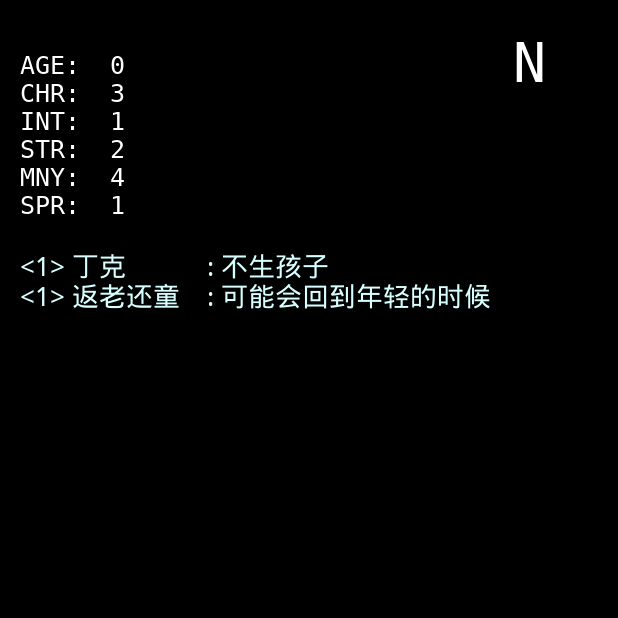 N
AGE: 0
CHR: 3
INT: 1
STR: 2
MNY: 4
SPR: 1
<1> 丁克 : 不生孩子
<1> 返老还童 : 可能会回到年轻的时候